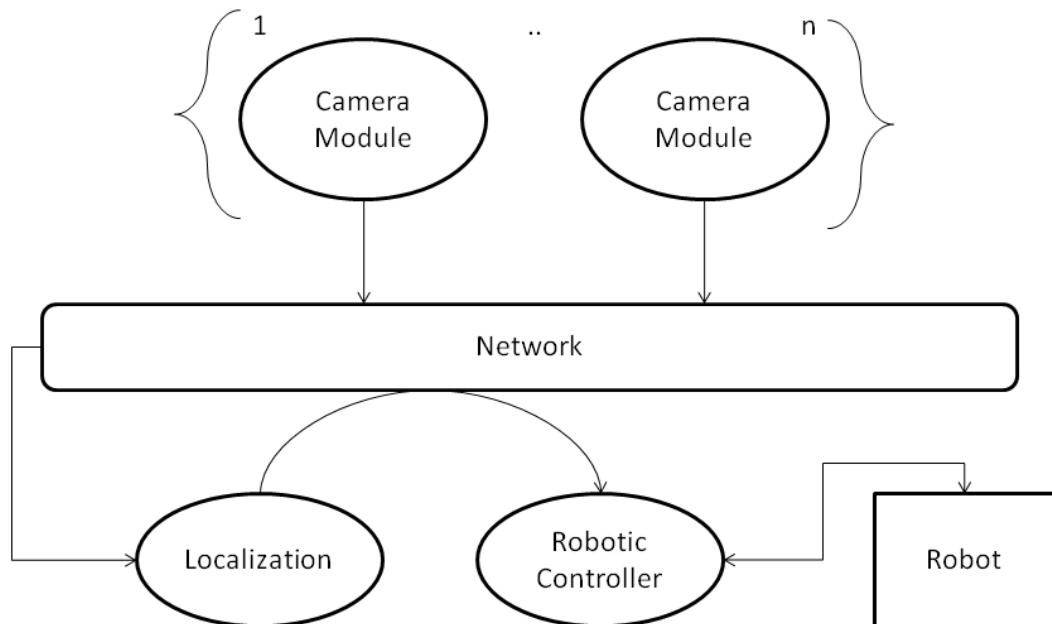 1 .. n
Camera
Module
Camera
Module
Network
Localization
Robotic
Controller
Robot